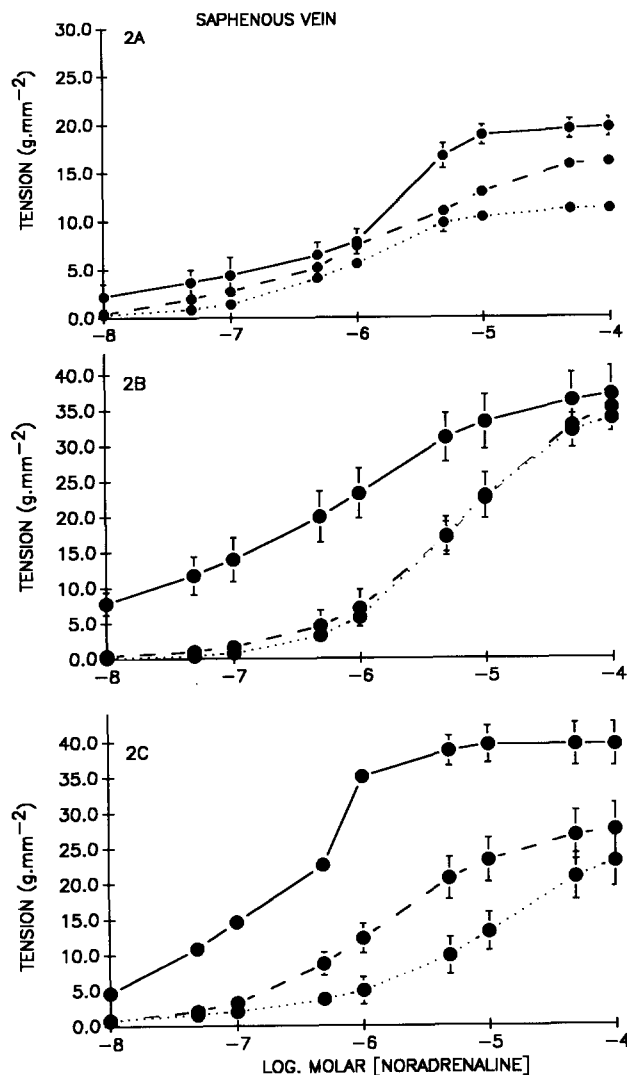 SAPHENOUS VEIN
2A
30.0
25.0
20.0
15.0
10.0
5.0
0.0
TENSION (g.mm⁻²)
-8 -7 -6 -5 -4
2B
40.0
35.0
30.0
25.0
20.0
15.0
10.0
5.0
0.0
TENSION (g.mm⁻²)
-8 -7 -6 -5 -4
2C
40.0
35.0
30.0
25.0
20.0
15.0
10.0
5.0
0.0
TENSION (g.mm⁻²)
-8 -7 -6 -5 -4
LOG. MOLAR [NORADRENALINE]